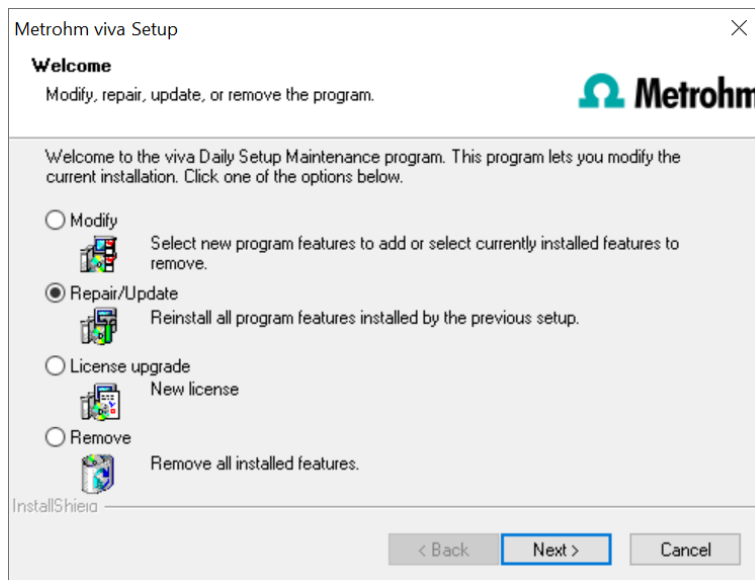 Metrohm viva Setup
Welcome
Modify, repair, update, or remove the program.
Metrohm
Welcome to the viva Daily Setup Maintenance program. This program lets you modify the
current installation. Click one of the options below.
Modify
Select new program features to add or select currently installed features to
remove.
Repair/Update
Reinstall all program features installed by the previous setup.
License upgrade
New license
Remove
Remove all installed features.
InstallShield
< Back
Next >
Cancel